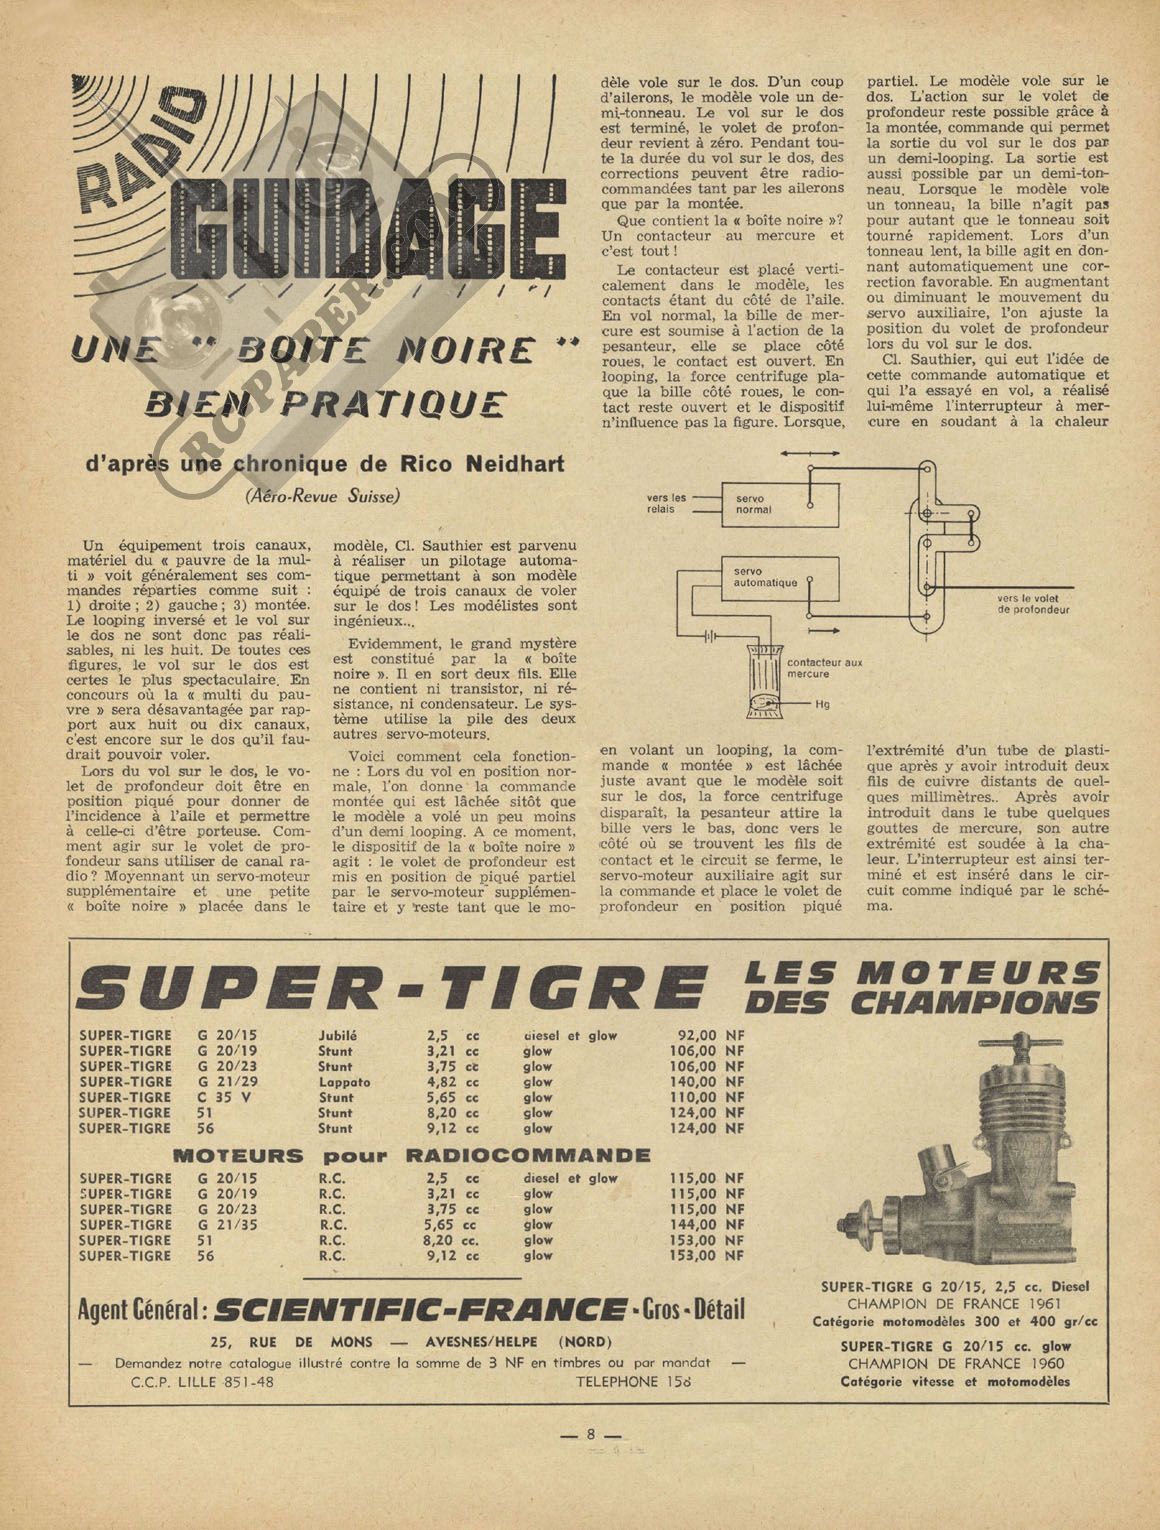 RADIO
GUIDAGE
RCPAPER.COM
UNE " BOITE NOIRE "
BIEN PRATIQUE
d'après une chronique de Rico Neidhart
(Aéro-Revue Suisse)
Un équipement trois canaux,
matériel du « pauvre de la mul-
ti » voit généralement ses com-
mandes réparties comme suit :
1) droite ; 2) gauche ; 3) montée.
Le looping inversé et le vol sur
le dos ne sont donc pas réali-
sables, ni les huit. De toutes ces
figures, le vol sur le dos est
certes le plus spectaculaire. En
concours où la « multi du pau-
vre » sera désavantagée par rap-
port aux huit ou dix canaux,
c'est encore sur le dos qu'il fau-
drait pouvoir voler.
Lors du vol sur le dos, le vo-
let de profondeur doit être en
position piqué pour donner de
l'incidence à l'aile et permettre
à celle-ci d'être porteuse. Com-
ment agir sur le volet de pro-
fondeur sans utiliser de canal ra-
dio ? Moyennant un servo-moteur
supplémentaire et une petite
« boîte noire » placée dans le
modèle, Cl. Sauthier est parvenu
à réaliser un pilotage automa-
tique permettant à son modèle
équipé de trois canaux de voler
sur le dos ! Les modélistes sont
ingénieux...
Evidemment, le grand mystère
est constitué par la « boîte
noire ». Il en sort deux fils. Elle
ne contient ni transistor, ni ré-
sistance, ni condensateur. Le sys-
tème utilise la pile des deux
autres servo-moteurs.
Voici comment cela fonction-
ne : Lors du vol en position nor-
male, l'on donne la commande
montée qui est lâchée sitôt que
le modèle a volé un peu moins
d'un demi looping. A ce moment,
le dispositif de la « boîte noire »
agit : le volet de profondeur est
mis en position de piqué partiel
par le servo-moteur supplémen-
taire et y reste tant que le mo-
dèle vole sur le dos. D'un coup
d'ailerons, le modèle vole un de-
mi-tonneau. Le vol sur le dos
est terminé, le volet de profon-
deur revient à zéro. Pendant tou-
te la durée du vol sur le dos, des
corrections peuvent être radio-
commandées tant par les ailerons
que par la montée.
Que contient la « boîte noire »?
Un contacteur au mercure et
c'est tout !
Le contacteur est placé verti-
calement dans le modèle, les
contacts étant du côté de l'aile.
En vol normal, la bille de mer-
cure est soumise à l'action de la
pesanteur, elle se place côté
roues, le contact est ouvert. En
looping, la force centrifuge pla-
que la bille côté roues, le con-
tact reste ouvert et le dispositif
n'influence pas la figure. Lorsque,
partiel. Le modèle vole sur le
dos. L'action sur le volet de
profondeur reste possible grâce à
la montée, commande qui permet
la sortie du vol sur le dos par
un demi-looping. La sortie est
aussi possible par un demi-ton-
neau. Lorsque le modèle vole
un tonneau, la bille n'agit pas
pour autant que le tonneau soit
tourné rapidement. Lors d'un
tonneau lent, la bille agit en don-
nant automatiquement une cor-
rection favorable. En augmentant
ou diminuant le mouvement du
servo auxiliaire, l'on ajuste la
position du volet de profondeur
lors du vol sur le dos.
Cl. Sauthier, qui eut l'idée de
cette commande automatique et
qui l'a essayé en vol, a réalisé
lui-même l'interrupteur à mer-
cure en soudant à la chaleur
vers les
relais
servo
normal
servo
automatique
vers le volet
de profondeur
contacteur aux
mercure
Hg
en volant un looping, la com-
mande « montée » est lâchée
juste avant que le modèle soit
sur le dos, la force centrifuge
disparaît, la pesanteur attire la
bille vers le bas, donc vers le
côté où se trouvent les fils de
contact et le circuit se ferme, le
servo-moteur auxiliaire agit sur
la commande et place le volet de
profondeur en position piqué
l'extrémité d'un tube de plasti-
que après y avoir introduit deux
fils de cuivre distants de quel-
ques millimètres.. Après avoir
introduit dans le tube quelques
gouttes de mercure, son autre
extrémité est soudée à la cha-
leur. L'interrupteur est ainsi ter-
miné et est inséré dans le cir-
cuit comme indiqué par le sché-
ma.
SUPER-TIGRE LES MOTEURS
DES CHAMPIONS
SUPER-TIGRE G 20/15 Jubilé 2,5 cc diesel et glow 92,00 NF
SUPER-TIGRE G 20/19 Stunt 3,21 cc glow 106,00 NF
SUPER-TIGRE G 20/23 Stunt 3,75 cc glow 106,00 NF
SUPER-TIGRE G 21/29 Lappato 4,82 cc glow 140,00 NF
SUPER-TIGRE C 35 V Stunt 5,65 cc glow 110,00 NF
SUPER-TIGRE 51 Stunt 8,20 cc glow 124,00 NF
SUPER-TIGRE 56 Stunt 9,12 cc glow 124,00 NF
MOTEURS pour RADIOCOMMANDE
SUPER-TIGRE G 20/15 R.C. 2,5 cc diesel et glow 115,00 NF
SUPER-TIGRE G 20/19 R.C. 3,21 cc glow 115,00 NF
SUPER-TIGRE G 20/23 R.C. 3,75 cc glow 115,00 NF
SUPER-TIGRE G 21/35 R.C. 5,65 cc glow 144,00 NF
SUPER-TIGRE 51 R.C. 8,20 cc. glow 153,00 NF
SUPER-TIGRE 56 R.C. 9,12 cc glow 153,00 NF
Agent Général : SCIENTIFIC-FRANCE - Gros - Détail
25, RUE DE MONS — AVESNES/HELPE (NORD)
— Demandez notre catalogue illustré contre la somme de 3 NF en timbres ou par mandat —
C.C.P. LILLE 851-48 TELEPHONE 158
SUPER-TIGRE G 20/15, 2,5 cc. Diesel
CHAMPION DE FRANCE 1961
Catégorie motomodèles 300 et 400 gr/cc
SUPER-TIGRE G 20/15 cc. glow
CHAMPION DE FRANCE 1960
Catégorie vitesse et motomodèles
— 8 —